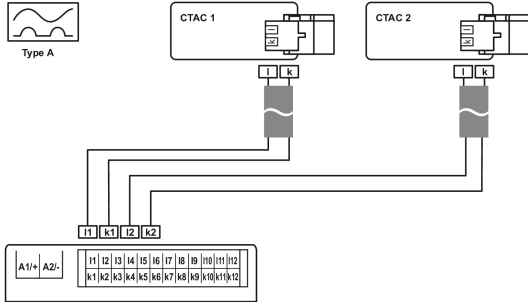 Type A
CTAC 1
l k
l k
CTAC 2
l k
l k
l1 k1 l2 k2
A1/+ A2/-
l1 l2 l3 l4 l5 l6 l7 l8 l9 l10 l11 l12
k1 k2 k3 k4 k5 k6 k7 k8 k9 k10 k11 k12